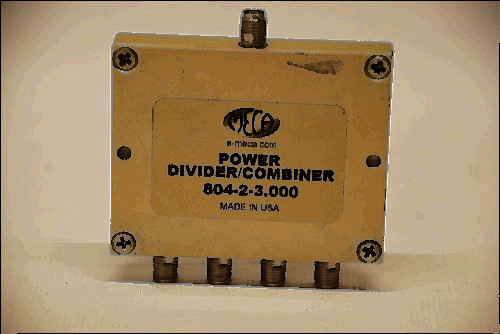 MECA
e-meca.com
POWER
DIVIDER/COMBINER
804-2-3.000
MADE IN USA